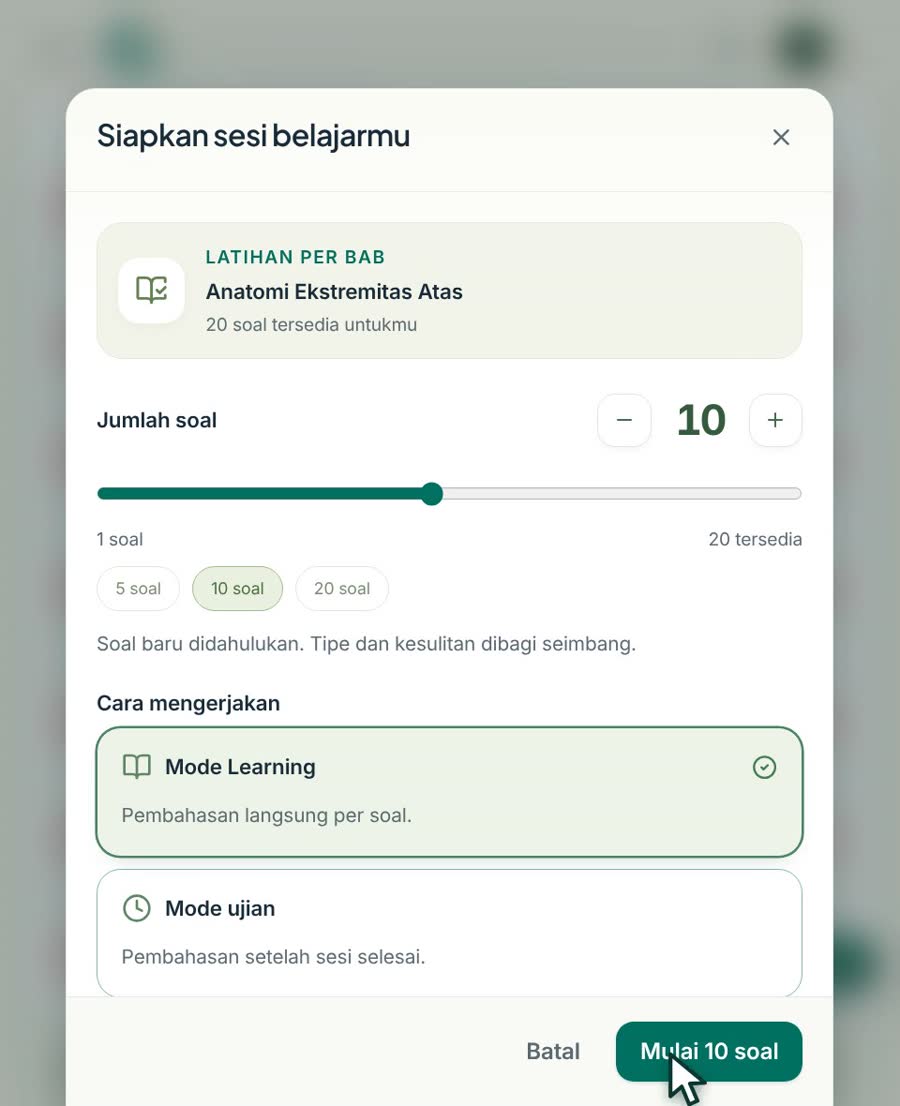 Siapkan sesi belajarmu
LATIHAN PER BAB
Anatomi Ekstremitas Atas
20 soal tersedia untukmu
Jumlah soal
10
1 soal
20 tersedia
5 soal
10 soal
20 soal
Soal baru didahulukan. Tipe dan kesulitan dibagi seimbang.
Cara mengerjakan
Mode Learning
Pembahasan langsung per soal.
Mode ujian
Pembahasan setelah sesi selesai.
Batal
Mulai 10 soal